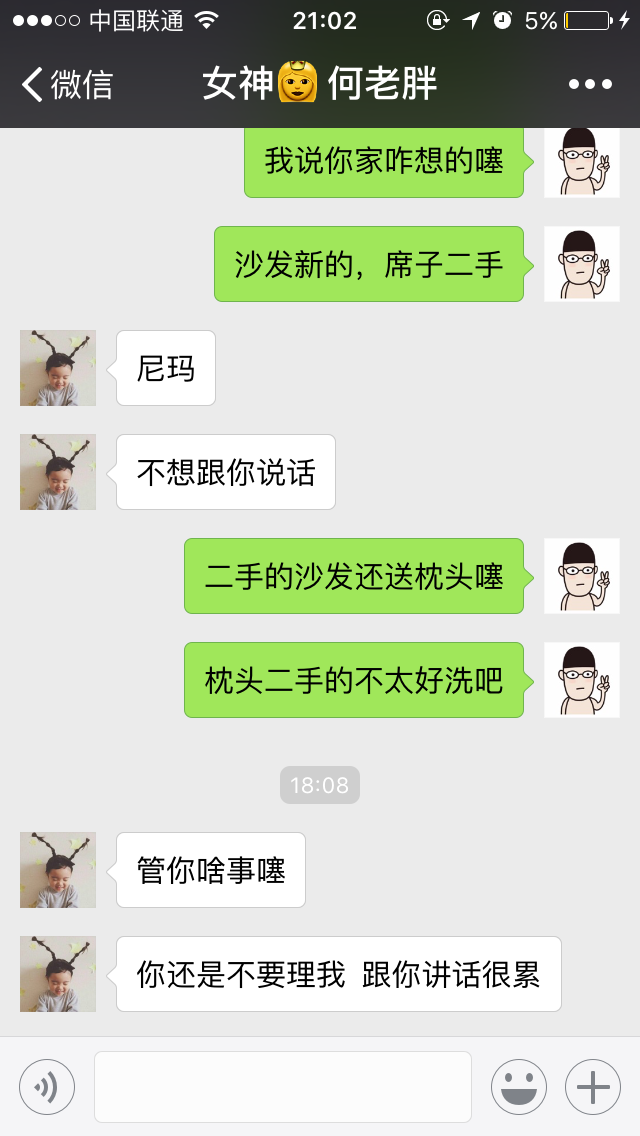 中国联通 21:02 5%
微信 女神👸何老胖
我说你家咋想的噻
沙发新的，席子二手
尼玛
不想跟你说话
二手的沙发还送枕头噻
枕头二手的不太好洗吧
18:08
管你啥事噻
你还是不要理我 跟你讲话很累